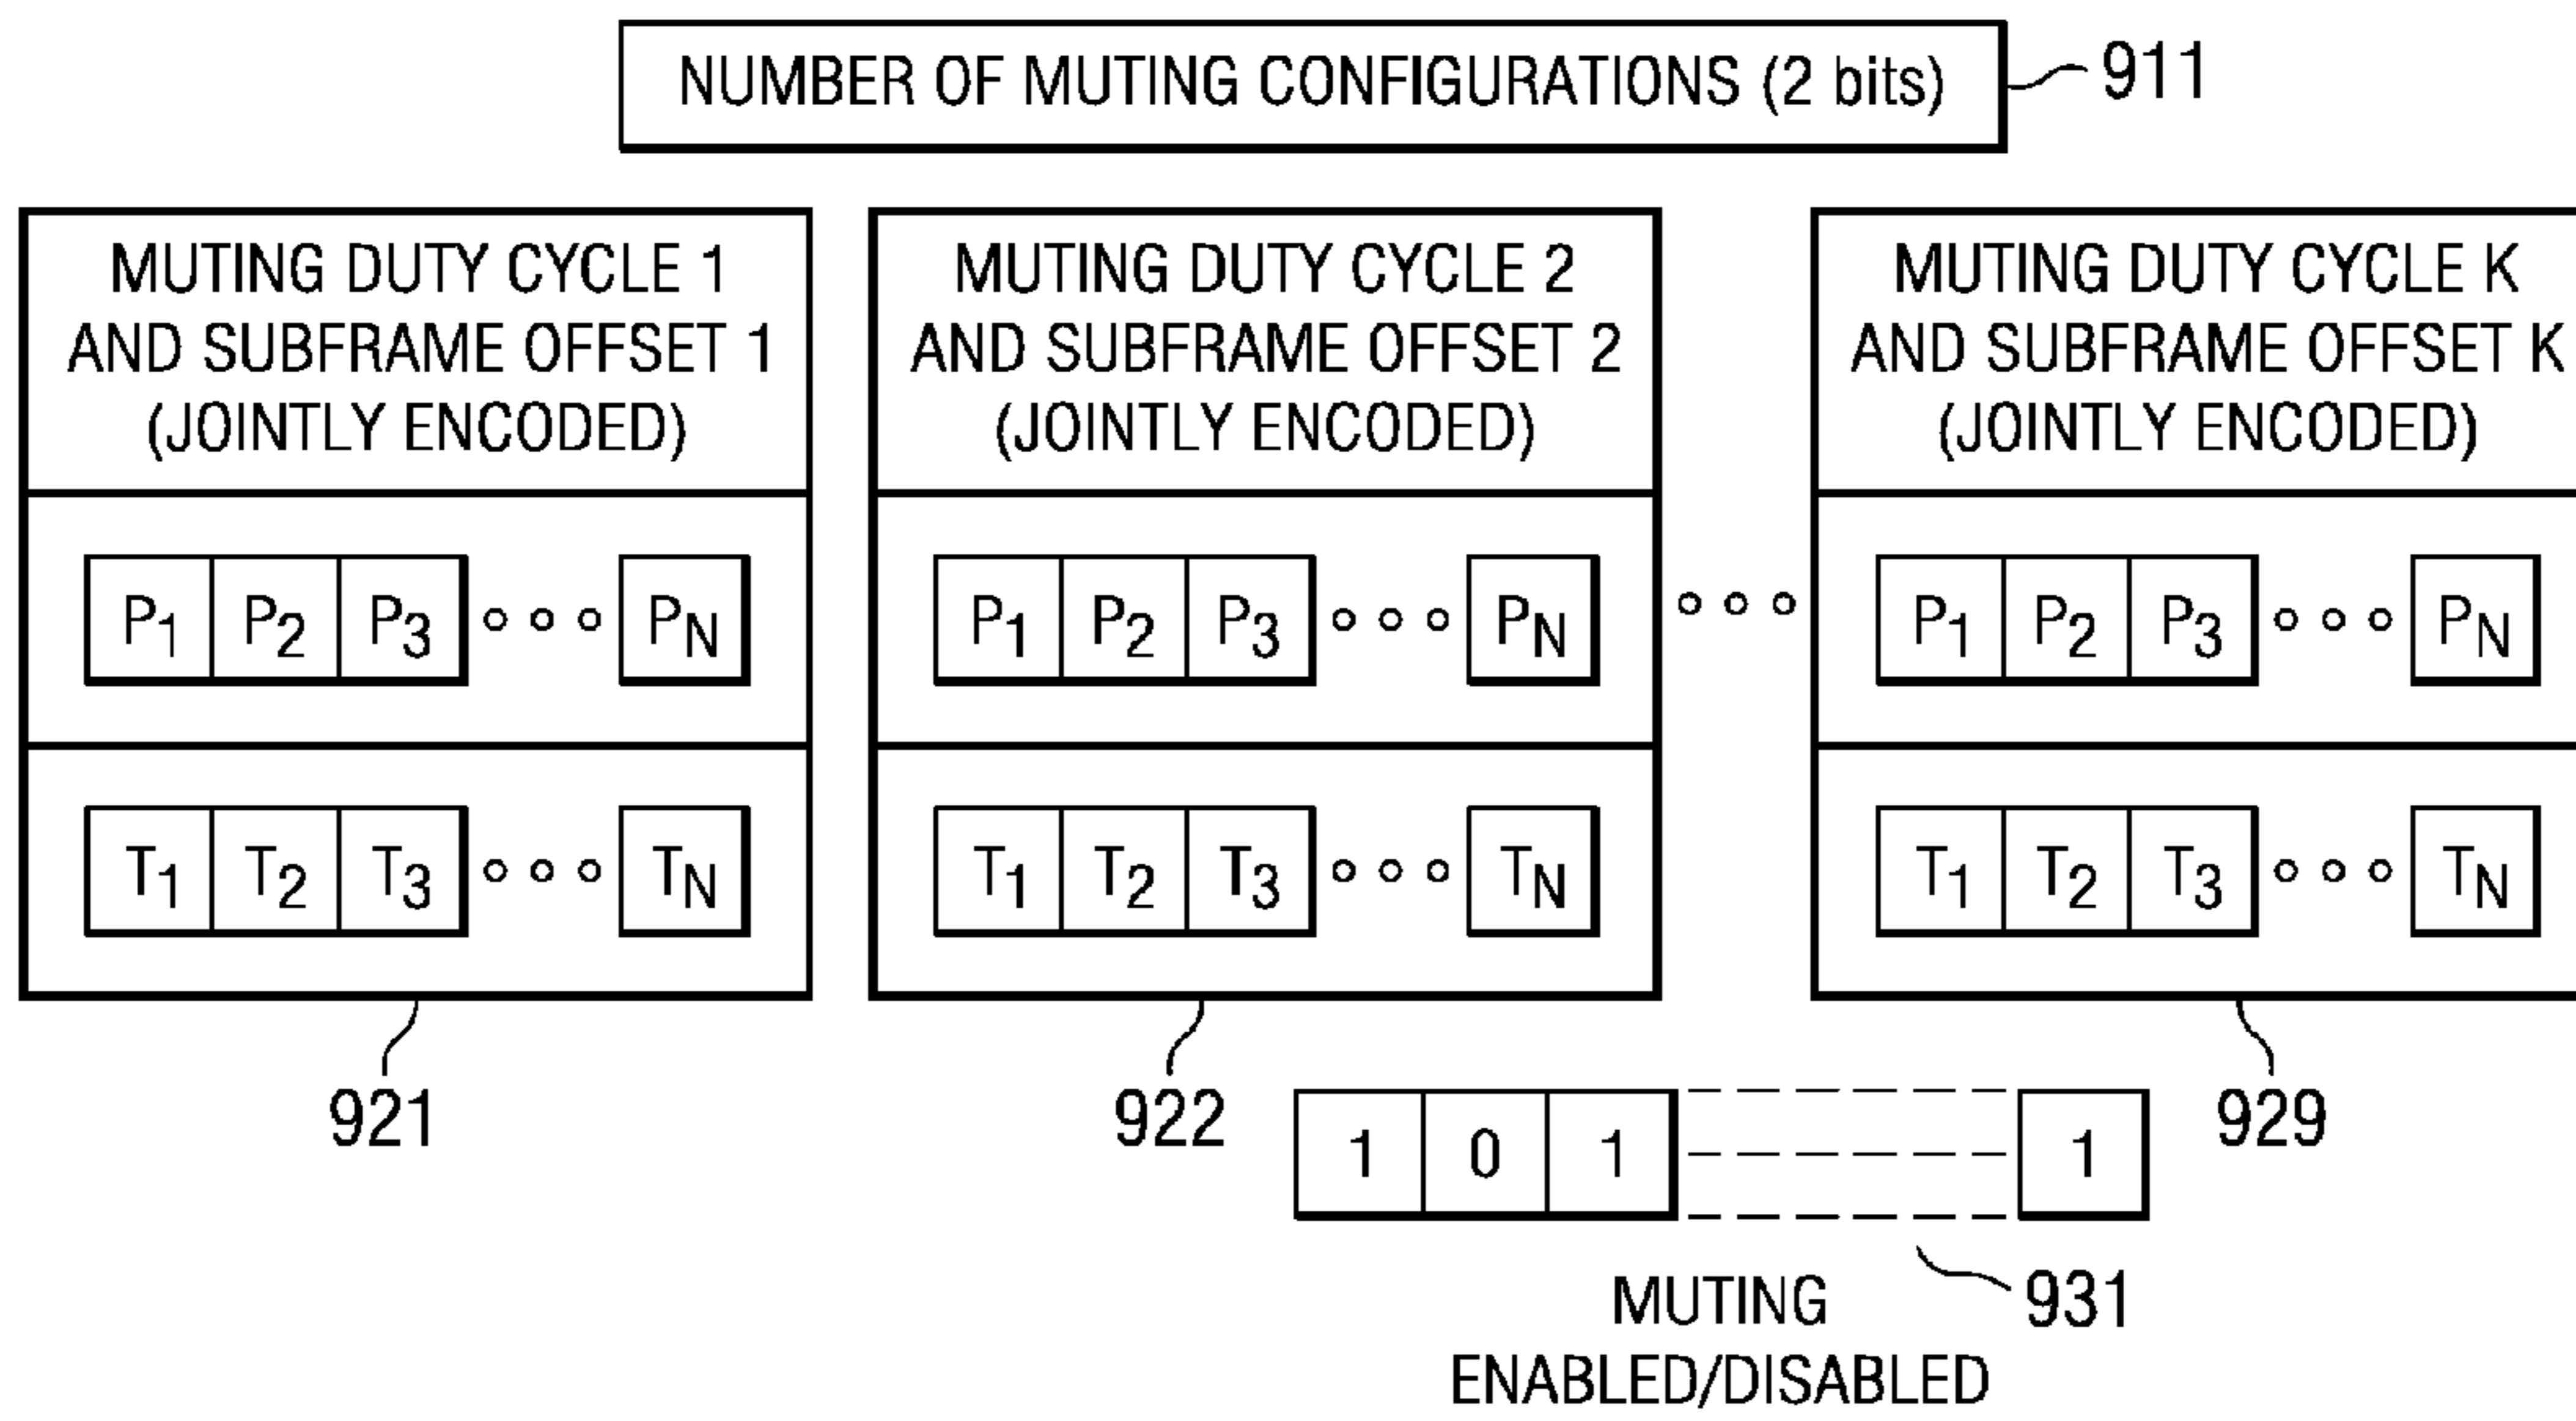 NUMBER OF MUTING CONFIGURATIONS (2 bits)
911
MUTING DUTY CYCLE 1
AND SUBFRAME OFFSET 1
(JOINTLY ENCODED)
P1 P2 P3 PN
T1 T2 T3 TN
921
MUTING DUTY CYCLE 2
AND SUBFRAME OFFSET 2
(JOINTLY ENCODED)
P1 P2 P3 PN
T1 T2 T3 TN
922
MUTING DUTY CYCLE K
AND SUBFRAME OFFSET K
(JOINTLY ENCODED)
P1 P2 P3 PN
T1 T2 T3 TN
929
1 0 1 1
931
MUTING
ENABLED/DISABLED